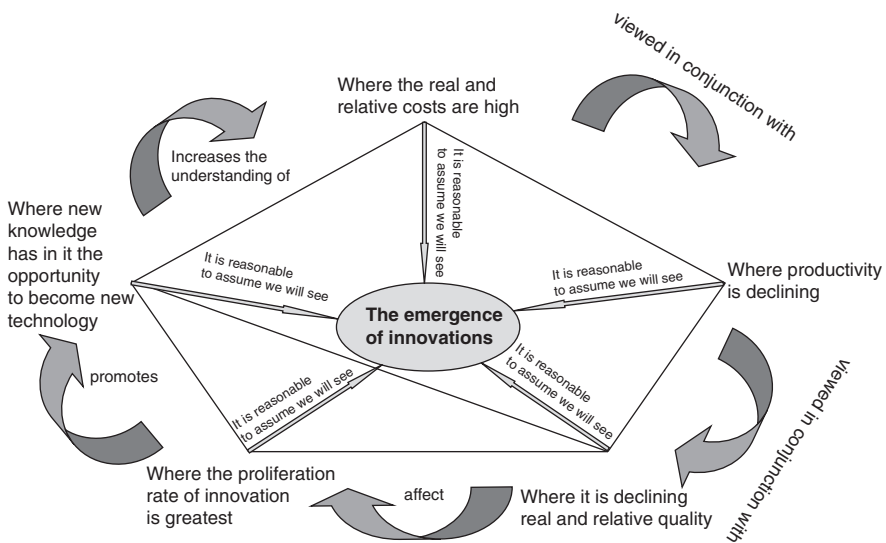 viewed in conjunction with
Where the real and
relative costs are high
Increases the
understanding of
It is reasonable
to assume we will see
Where new
knowledge
has in it the
opportunity
to become new
technology
It is reasonable
to assume we will see
It is reasonable
to assume we will see
Where productivity
is declining
The emergence
of innovations
promotes
It is reasonable
to assume we will see
It is reasonable
to assume we will see
viewed in conjunction with
Where the proliferation
rate of innovation
is greatest
affect
Where it is declining
real and relative quality